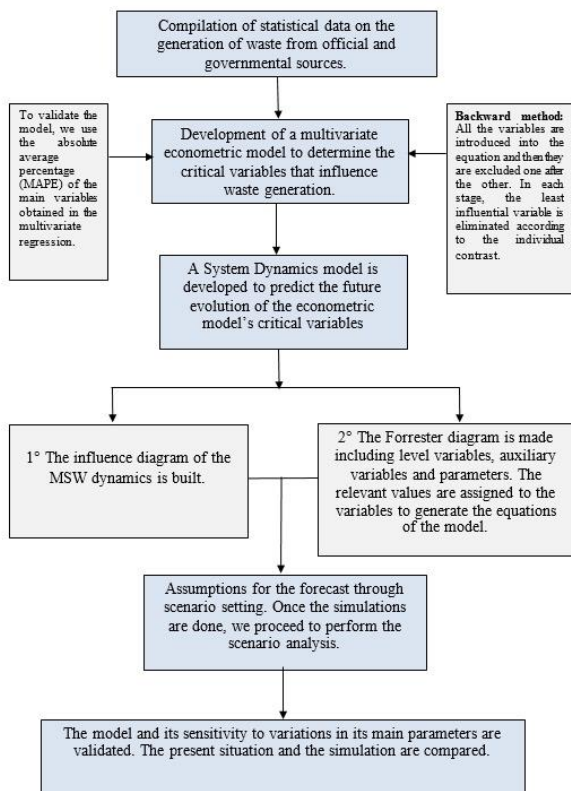 Compilation of statistical data on the
generation of waste from official and
governmental sources.
To validate the
model, we use
the absolute
average
percentage
(MAPE) of the
main variables
obtained in the
multivariate
regression.
Development of a multivariate
econometric model to determine the
critical variables that influence
waste generation.
Backward method:
All the variables are
introduced into the
equation and then they
are excluded one after
the other. In each
stage, the least
influential variable is
eliminated according
to the individual
contrast.
A System Dynamics model is
developed to predict the future
evolution of the econometric
model’s critical variables
1° The influence diagram of the
MSW dynamics is built.
2° The Forrester diagram is made
including level variables, auxiliary
variables and parameters. The
relevant values are assigned to the
variables to generate the equations
of the model.
Assumptions for the forecast through
scenario setting. Once the simulations
are done, we proceed to perform the
scenario analysis.
The model and its sensitivity to variations in its main parameters are
validated. The present situation and the simulation are compared.